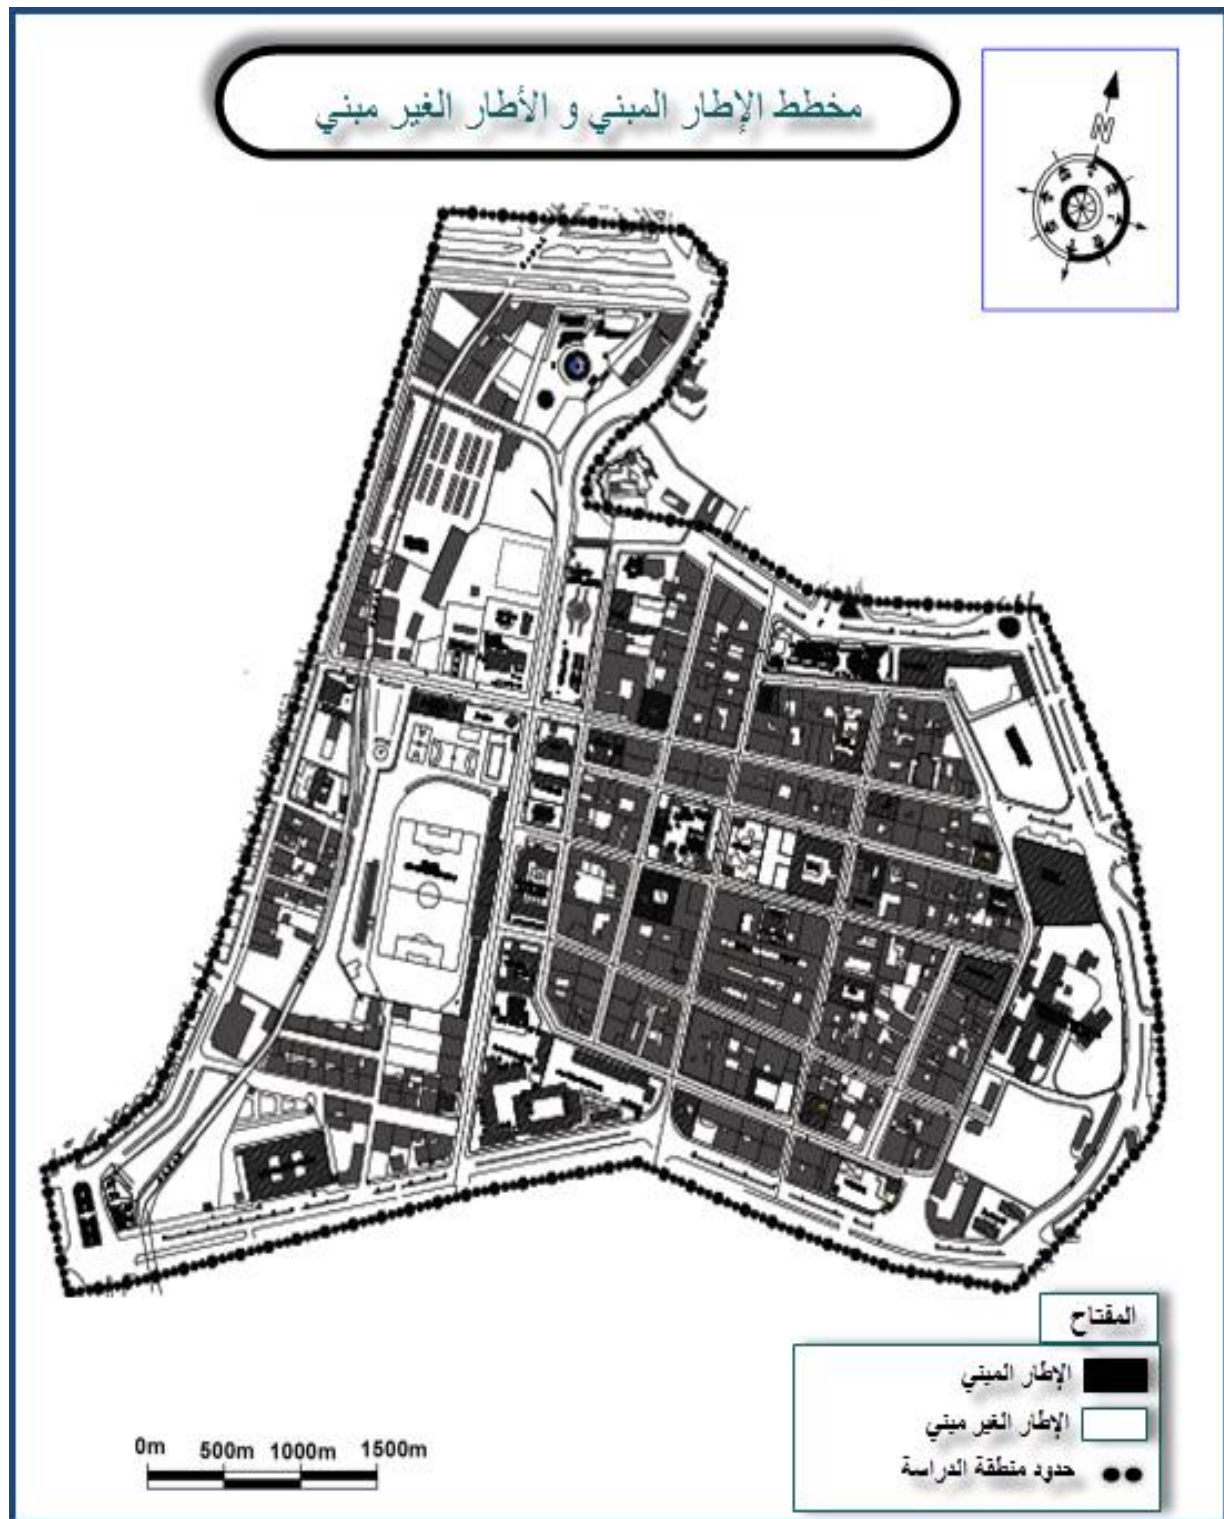 مخطط الإطار المبني و الأطار الغير مبني
N
المفتاح
الإطار المبني
الإطار الغير مبني
حدود منطقة الدراسة
0m 500m 1000m 1500m